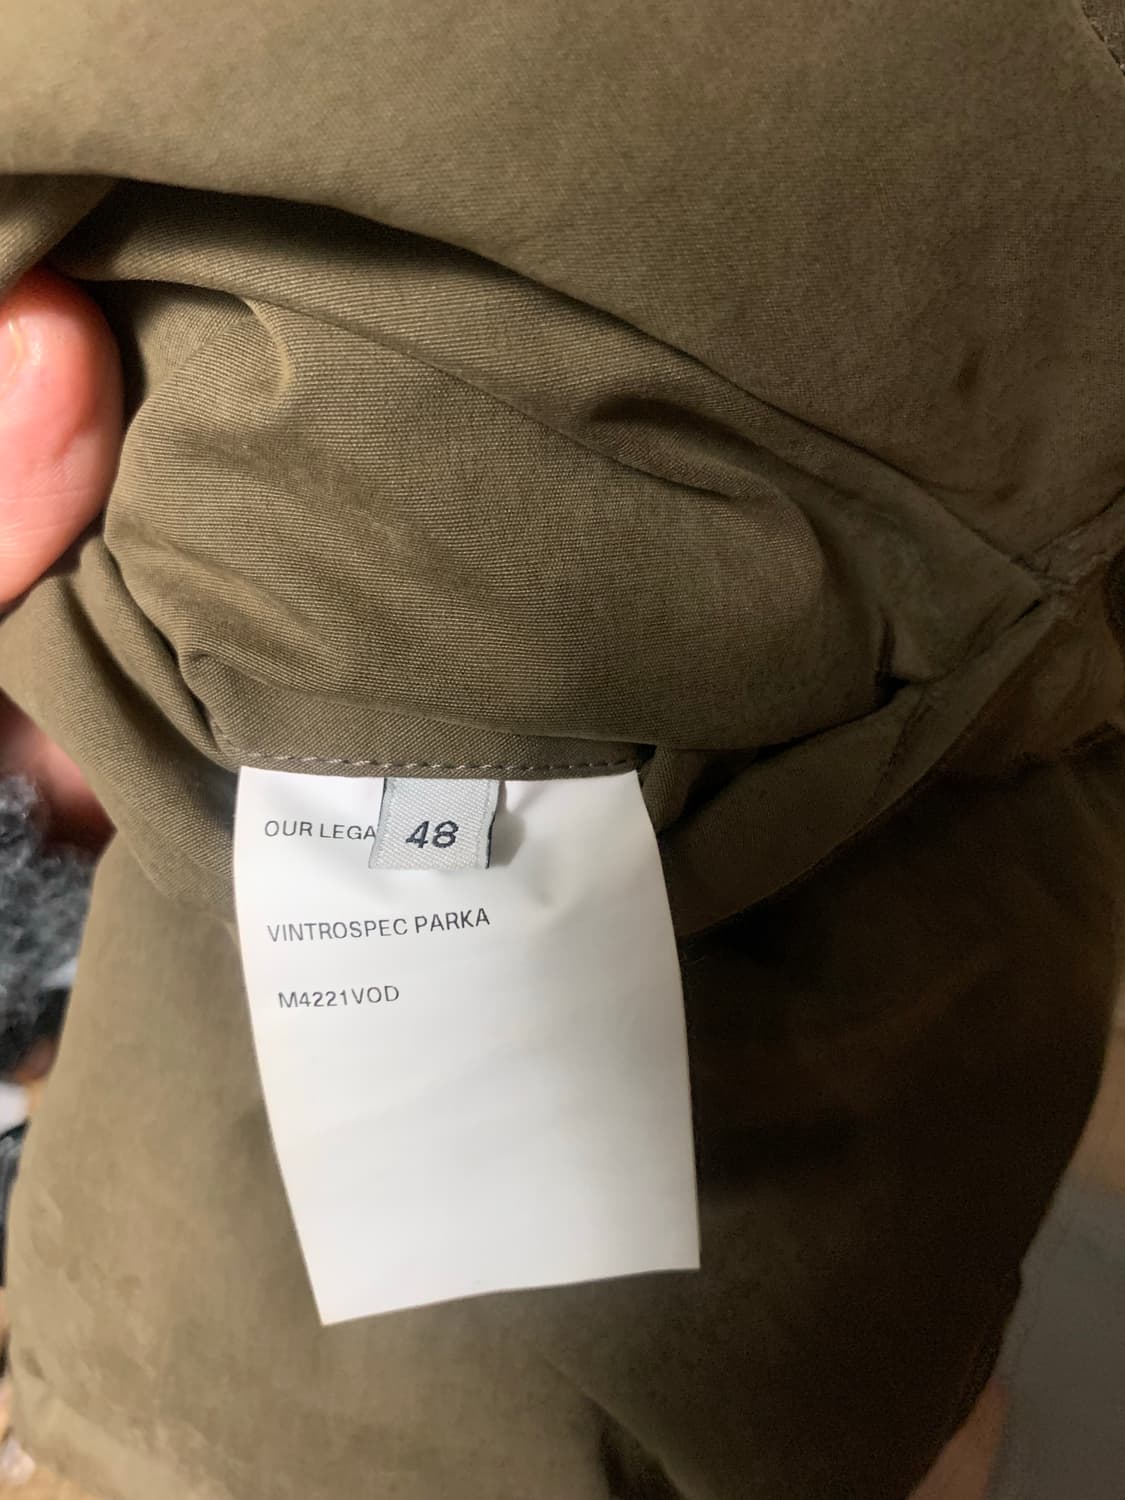 OUR LEGA
48
VINTROSPEC PARKA
M4221VOD